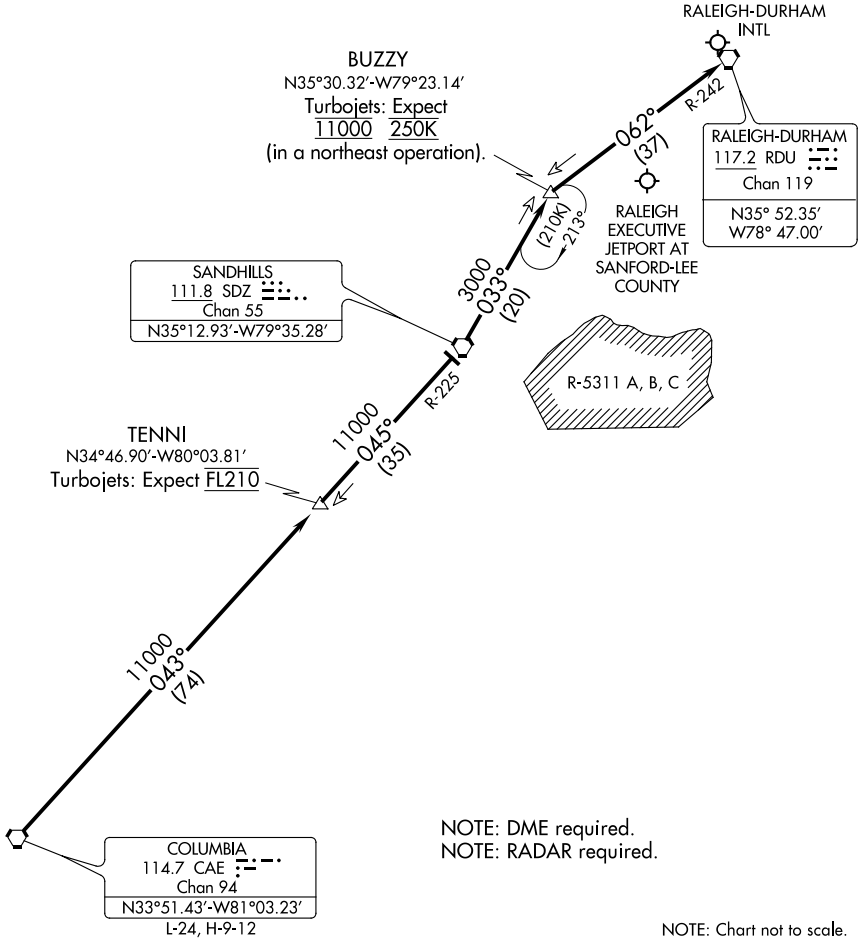 RALEIGH-DURHAM
INTL
BUZZY
N35°30.32'-W79°23.14'
Turbojets: Expect
11000 250K
(in a northeast operation).
R-242
062°
(37)
RALEIGH-DURHAM
117.2 RDU
Chan 119
N35° 52.35'
W78° 47.00'
RALEIGH
EXECUTIVE
JETPORT AT
SANFORD-LEE
COUNTY
(210K)
213°
3000
033°
(20)
SANDHILLS
111.8 SDZ
Chan 55
N35°12.93'-W79°35.28'
R-5311 A, B, C
R-225
11000
045°
(35)
TENNI
N34°46.90'-W80°03.81'
Turbojets: Expect FL210
11000
043°
(74)
COLUMBIA
114.7 CAE
Chan 94
N33°51.43'-W81°03.23'
L-24, H-9-12
NOTE: DME required.
NOTE: RADAR required.
NOTE: Chart not to scale.